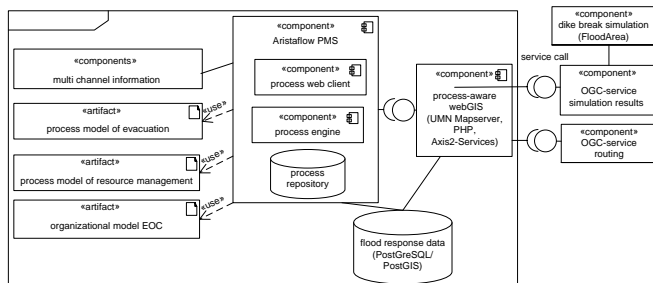 «components»
multi channel information
«artifact»
process model of evacuation
«artifact»
process model of resource management
«artifact»
organizational model EOC
«use»
«use»
«use»
«component»
Aristaflow PMS
«component»
process web client
«component»
process engine
process
repository
«component»
process-aware
webGIS
(UMN Mapserver,
PHP,
Axis2-Services)
flood response data
(PostGreSQL/
PostGIS)
«component»
dike break simulation
(FloodArea)
service call
«component»
OGC-service
simulation results
«component»
OGC-service
routing